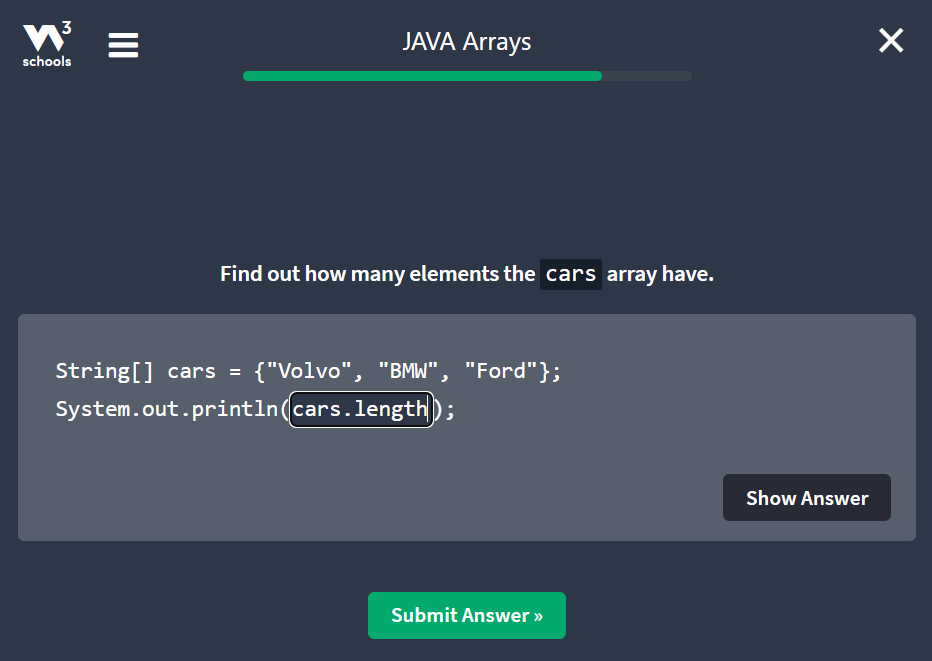 W3
schools
JAVA Arrays
Find out how many elements the cars array have.
String[] cars = {"Volvo", "BMW", "Ford"};
System.out.println(cars.length);
Show Answer
Submit Answer »